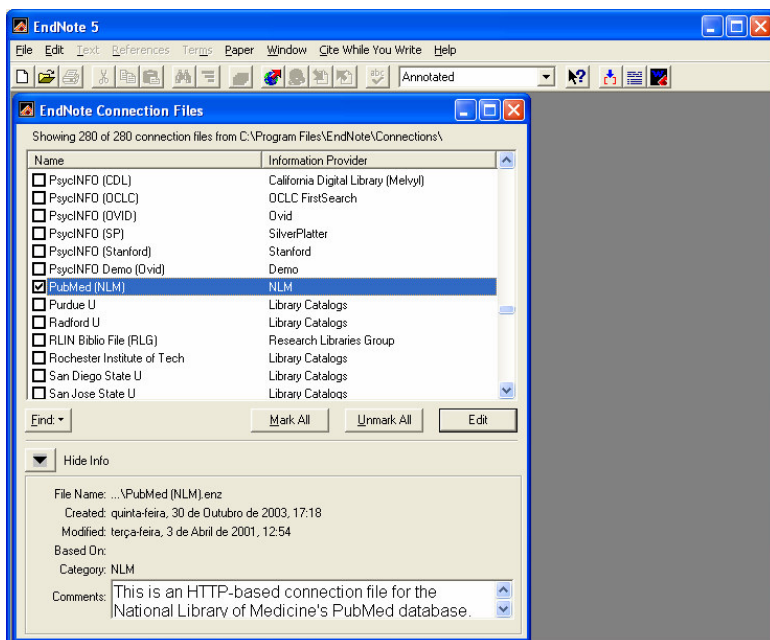 EndNote 5
File Edit Text References Terms Paper Window Cite While You Write Help
abc Annotated
EndNote Connection Files
Showing 280 of 280 connection files from C:\Program Files\EndNote\Connections\
Name Information Provider
PsycINFO (CDL) California Digital Library (Melvyl)
PsycINFO (OCLC) OCLC FirstSearch
PsycINFO (OVID) Ovid
PsycINFO (SP) SilverPlatter
PsycINFO (Stanford) Stanford
PsycINFO Demo (Ovid) Demo
PubMed (NLM) NLM
Purdue U Library Catalogs
Radford U Library Catalogs
RLIN Biblio File (RLG) Research Libraries Group
Rochester Institute of Tech Library Catalogs
San Diego State U Library Catalogs
San Jose State U Library Catalogs
Find: Mark All Unmark All Edit
Hide Info
File Name: ...\PubMed (NLM).enz
Created: quinta-feira, 30 de Outubro de 2003, 17:18
Modified: terça-feira, 3 de Abril de 2001, 12:54
Based On:
Category: NLM
Comments: This is an HTTP-based connection file for the
National Library of Medicine's PubMed database.